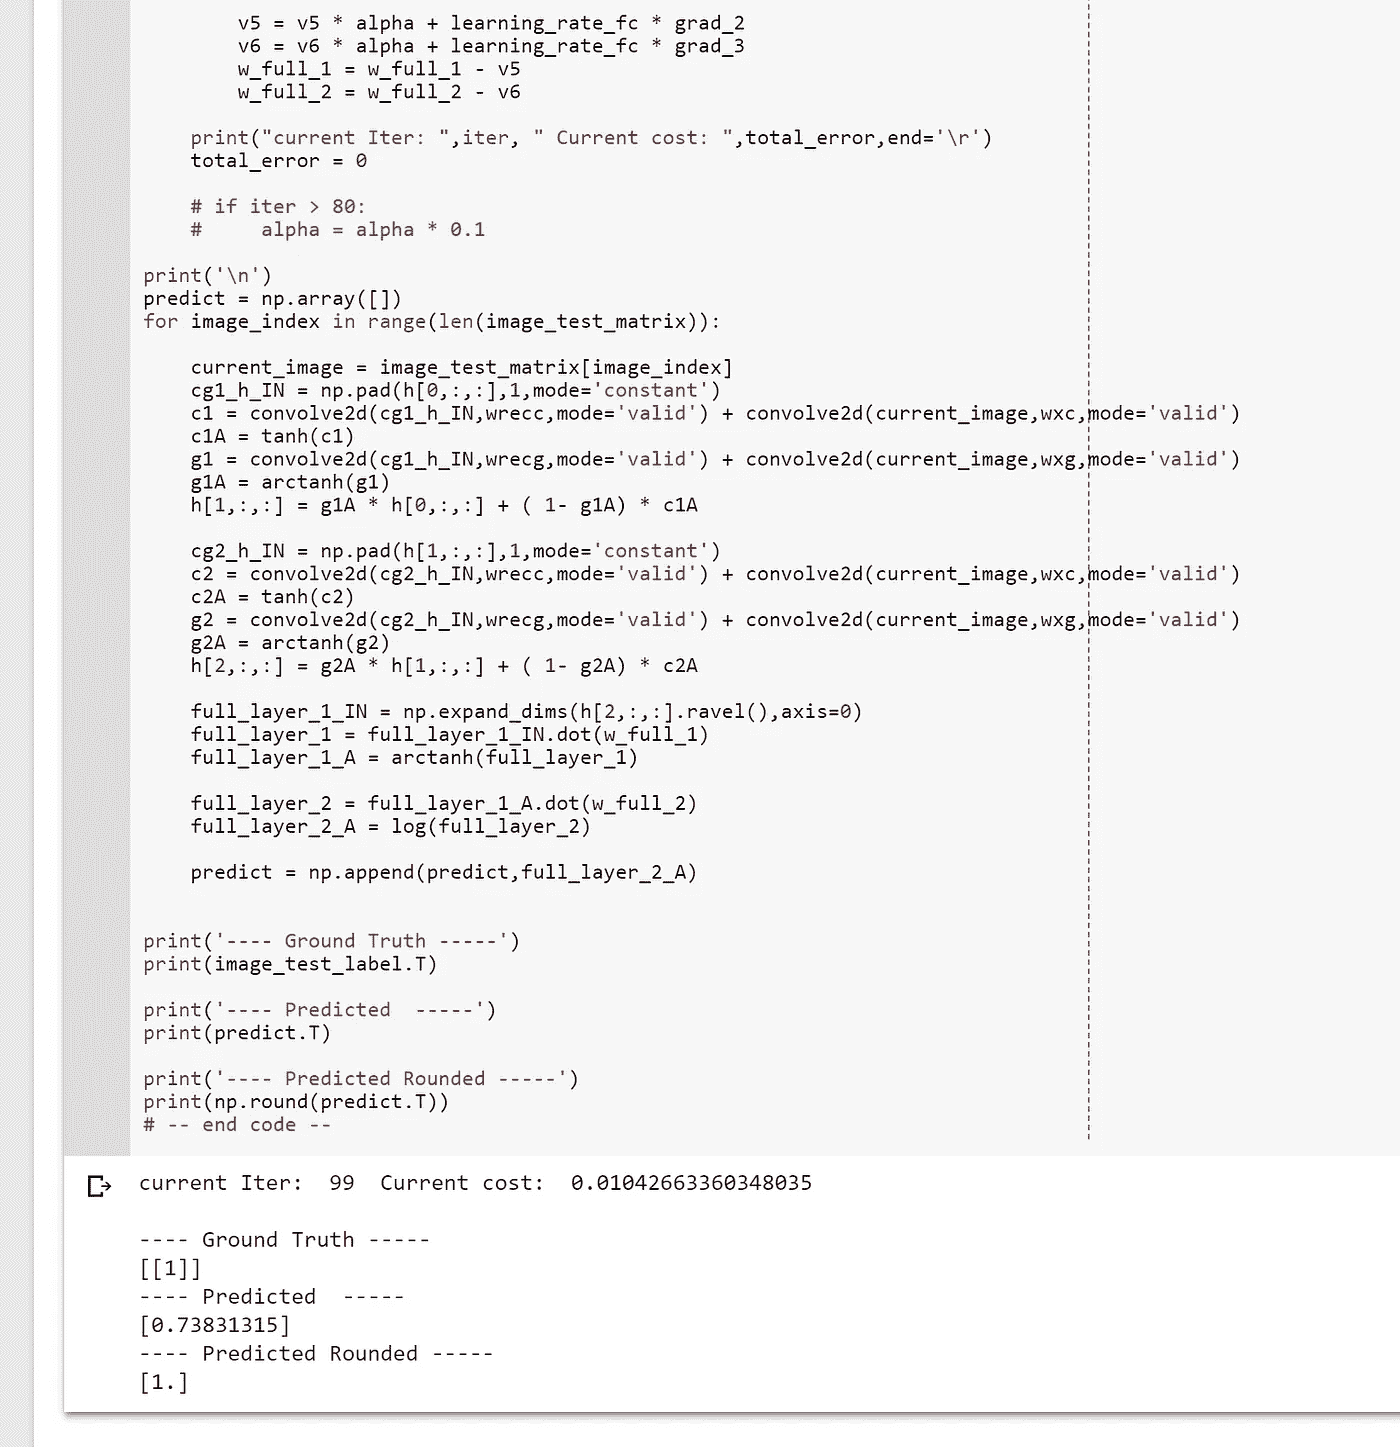 v5 = v5 * alpha + learning_rate_fc * grad_2
v6 = v6 * alpha + learning_rate_fc * grad_3
w_full_1 = w_full_1 - v5
w_full_2 = w_full_2 - v6
print("current Iter: ",iter, " Current cost: ",total_error,end='\r')
total_error = 0
# if iter > 80:
#     alpha = alpha * 0.1
print('\n')
predict = np.array([])
for image_index in range(len(image_test_matrix)):
current_image = image_test_matrix[image_index]
cg1_h_IN = np.pad(h[0,:,:],1,mode='constant')
c1 = convolve2d(cg1_h_IN,wrecc,mode='valid') + convolve2d(current_image,wxc,mode='valid')
c1A = tanh(c1)
g1 = convolve2d(cg1_h_IN,wrecg,mode='valid') + convolve2d(current_image,wxg,mode='valid')
g1A = arctanh(g1)
h[1,:,:] = g1A * h[0,:,:] + ( 1- g1A) * c1A
cg2_h_IN = np.pad(h[1,:,:],1,mode='constant')
c2 = convolve2d(cg2_h_IN,wrecc,mode='valid') + convolve2d(current_image,wxc,mode='valid')
c2A = tanh(c2)
g2 = convolve2d(cg2_h_IN,wrecg,mode='valid') + convolve2d(current_image,wxg,mode='valid')
g2A = arctanh(g2)
h[2,:,:] = g2A * h[1,:,:] + ( 1- g2A) * c2A
full_layer_1_IN = np.expand_dims(h[2,:,:].ravel(),axis=0)
full_layer_1 = full_layer_1_IN.dot(w_full_1)
full_layer_1_A = arctanh(full_layer_1)
full_layer_2 = full_layer_1_A.dot(w_full_2)
full_layer_2_A = log(full_layer_2)
predict = np.append(predict,full_layer_2_A)
print('---- Ground Truth -----')
print(image_test_label.T)
print('---- Predicted  -----')
print(predict.T)
print('---- Predicted Rounded -----')
print(np.round(predict.T))
# -- end code --
current Iter:  99  Current cost:  0.01042663360348035
---- Ground Truth -----
[[1]]
---- Predicted  -----
[0.73831315]
---- Predicted Rounded -----
[1.]